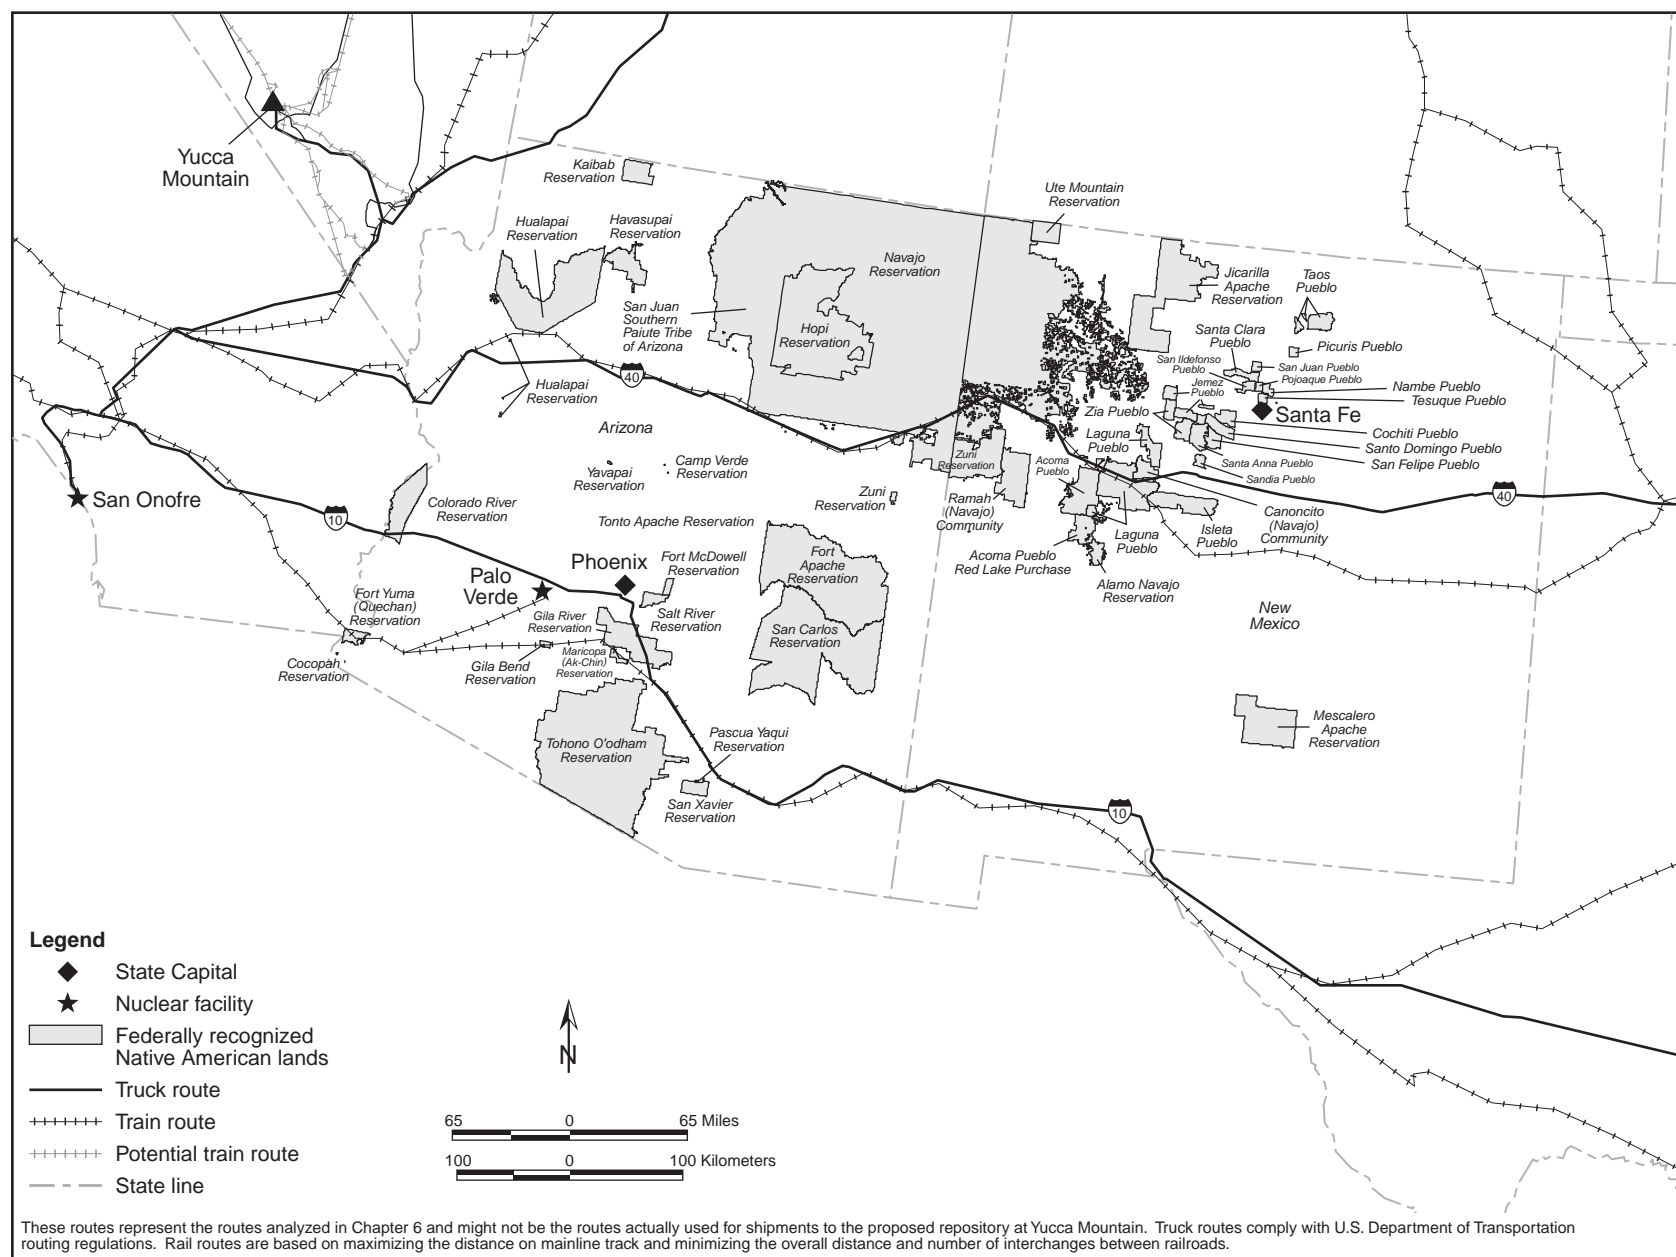 Yucca
Mountain
Kaibab
Reservation
Ute Mountain
Reservation
Hualapai
Reservation
Havasupai
Reservation
Navajo
Reservation
Jicarilla
Apache
Reservation
Taos
Pueblo
San Juan
Southern
Paiute Tribe
of Arizona
Hopi
Reservation
Santa Clara
Pueblo
Picuris Pueblo
San Ildefonso
Pueblo
San Juan Pueblo
Pojoaque Pueblo
Jemez
Pueblo
Nambe Pueblo
Tesuque Pueblo
40
Hualapai
Reservation
Zia Pueblo
Santa Fe
Arizona
Laguna
Pueblo
Cochiti Pueblo
Santo Domingo Pueblo
San Felipe Pueblo
Santa Anna Pueblo
Sandia Pueblo
Zuni
Reservation
Acoma
Pueblo
Yavapai
Reservation
Camp Verde
Reservation
San Onofre
Colorado River
Reservation
Zuni
Reservation
Ramah
(Navajo)
Community
40
10
Tonto Apache Reservation
Canoncito
(Navajo)
Community
Isleta
Pueblo
Laguna
Pueblo
Acoma Pueblo
Red Lake Purchase
Alamo Navajo
Reservation
Phoenix
Fort McDowell
Reservation
Fort
Apache
Reservation
Palo
Verde
Fort Yuma
(Quechan)
Reservation
Gila River
Reservation
Salt River
Reservation
New
Mexico
San Carlos
Reservation
Maricopa
(Ak-Chin)
Reservation
Cocopah
Reservation
Gila Bend
Reservation
Mescalero
Apache
Reservation
Tohono O'odham
Reservation
Pascua Yaqui
Reservation
San Xavier
Reservation
10
Legend
State Capital
Nuclear facility
Federally recognized
Native American lands
Truck route
Train route
Potential train route
State line
N
65 0 65 Miles
100 0 100 Kilometers
These routes represent the routes analyzed in Chapter 6 and might not be the routes actually used for shipments to the proposed repository at Yucca Mountain. Truck routes comply with U.S. Department of Transportation
routing regulations. Rail routes are based on maximizing the distance on mainline track and minimizing the overall distance and number of interchanges between railroads.